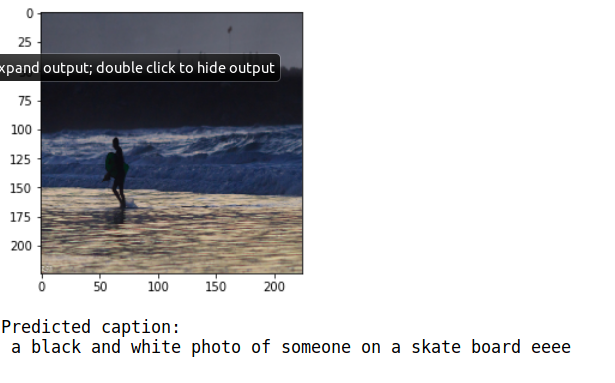 0
25
xpand output; double click to hide output
75
100
125
150
175
200
0 50 100 150 200
Predicted caption:
a black and white photo of someone on a skate board eeee